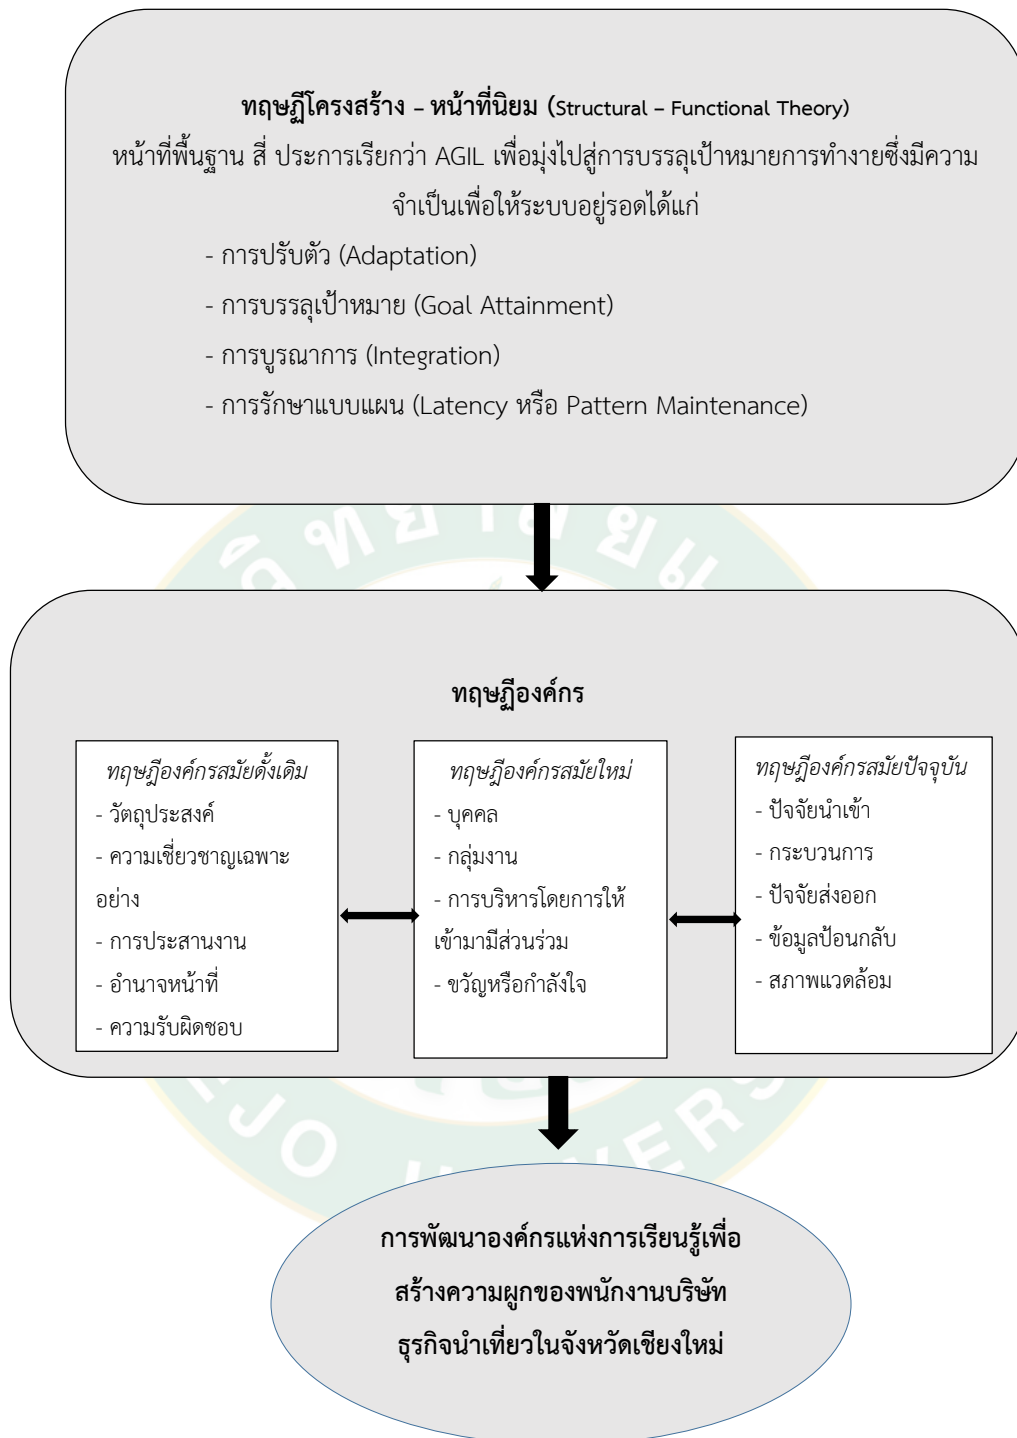 ทฤษฏีโครงสร้าง – หน้าที่นิยม (Structural – Functional Theory)
หน้าที่พื้นฐาน สี่ ประการเรียกว่า AGIL เพื่อมุ่งไปสู่การบรรลุเป้าหมายการทำงายซึ่งมีความ
จำเป็นเพื่อให้ระบบอยู่รอดได้แก่
- การปรับตัว (Adaptation)
- การบรรลุเป้าหมาย (Goal Attainment)
- การบูรณาการ (Integration)
- การรักษาแบบแผน (Latency หรือ Pattern Maintenance)
ทฤษฏีองค์กร
ทฤษฎีองค์กรสมัยดั้งเดิม
- วัตถุประสงค์
- ความเชี่ยวชาญเฉพาะ
อย่าง
- การประสานงาน
- อำนาจหน้าที่
- ความรับผิดชอบ
ทฤษฎีองค์กรสมัยใหม่
- บุคคล
- กลุ่มงาน
- การบริหารโดยการให้
เข้ามามีส่วนร่วม
- ขวัญหรือกำลังใจ
ทฤษฎีองค์กรสมัยปัจจุบัน
- ปัจจัยนำเข้า
- กระบวนการ
- ปัจจัยส่งออก
- ข้อมูลป้อนกลับ
- สภาพแวดล้อม
การพัฒนาองค์กรแห่งการเรียนรู้เพื่อ
สร้างความผูกของพนักงานบริษัท
ธุรกิจนำเที่ยวในจังหวัดเชียงใหม่